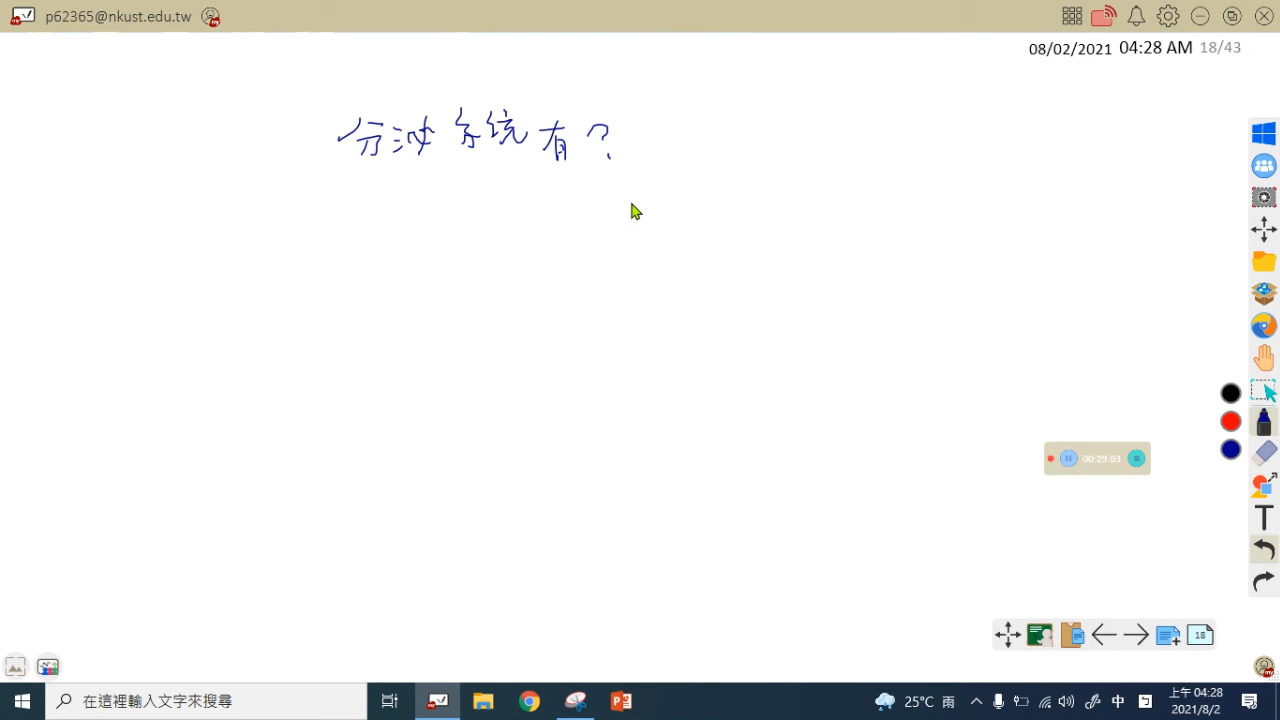 p62365@nkust.edu.tw
08/02/2021 04:28 AM 18/43
分沁系统有?
00:29:03
18
在這裡輸入文字來搜尋
25°C 雨
中
上午 04:28
2021/8/2